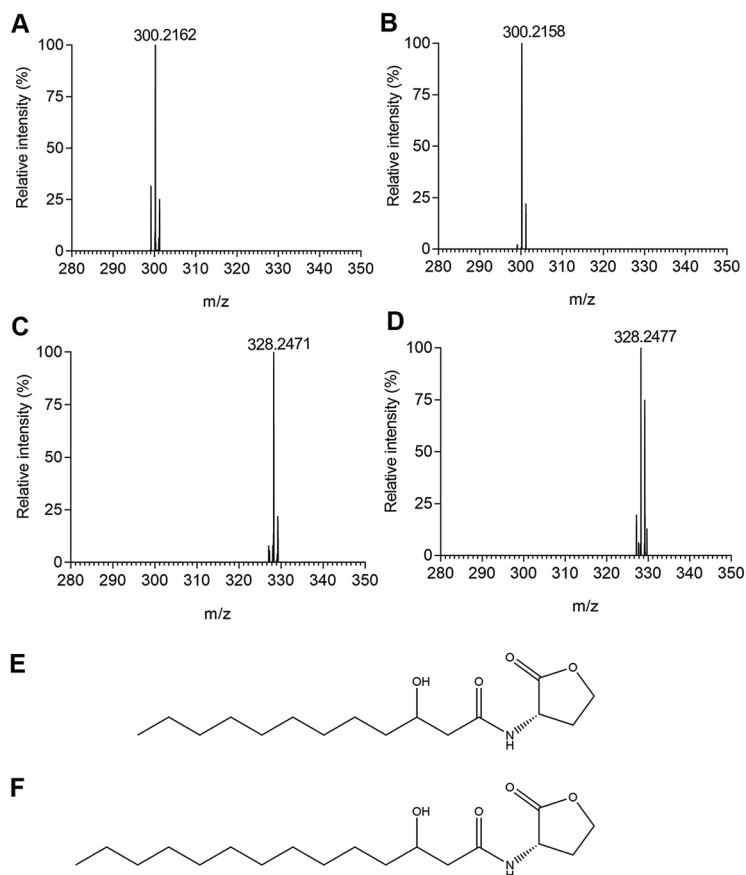 A
300.2162
Relative intensity (%)
100
75
50
25
0
280 290 300 310 320 330 340 350
m/z
B
300.2158
Relative intensity (%)
100
75
50
25
0
280 290 300 310 320 330 340 350
m/z
C
328.2471
Relative intensity (%)
100
75
50
25
0
280 290 300 310 320 330 340 350
m/z
D
328.2477
Relative intensity (%)
100
75
50
25
0
280 290 300 310 320 330 340 350
m/z
E
OH O O O
N
H
F
OH O O O
N
H